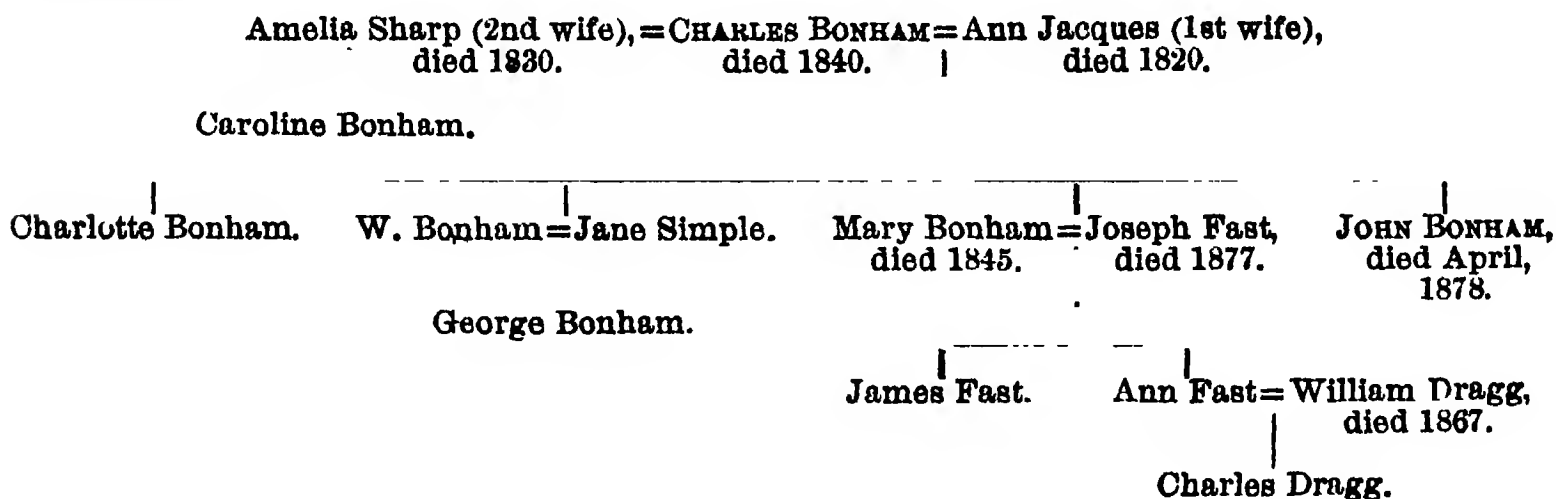 Amelia Sharp (2nd wife),=CHARLES BONHAM=Ann Jacques (1st wife),
died 1830. died 1840. died 1820.
Caroline Bonham.
Charlotte Bonham. W. Bonham=Jane Simple. Mary Bonham=Joseph Fast, JOHN BONHAM,
died 1845. died 1877. died April,
1878.
George Bonham.
James Fast. Ann Fast=William Dragg,
died 1867.
Charles Dragg.